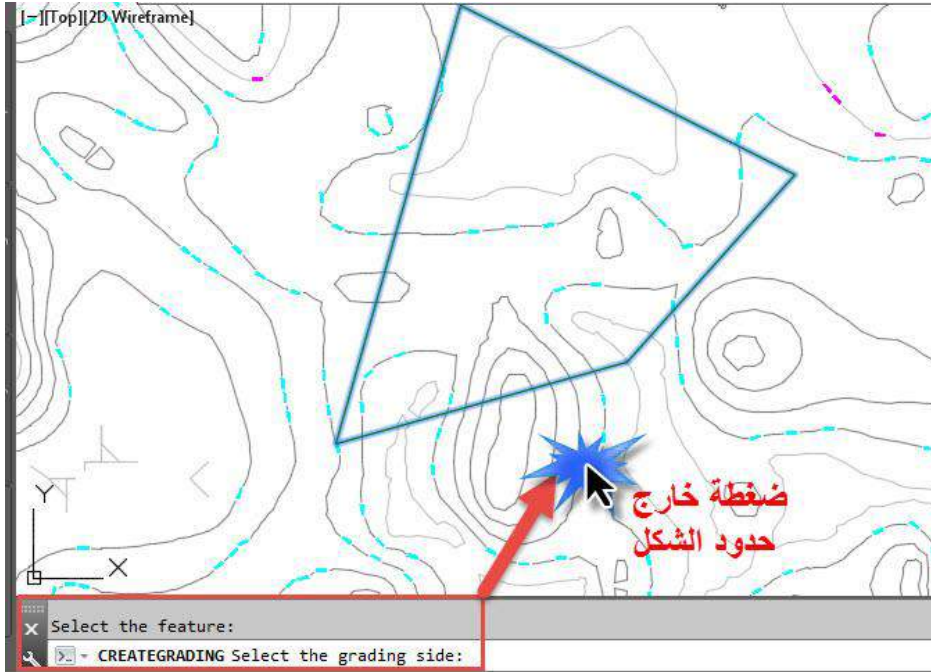 [−][Top][2D Wireframe]
ضغطة خارج
حدود الشكل
Y
X
Select the feature:
CREATEGRADING Select the grading side: